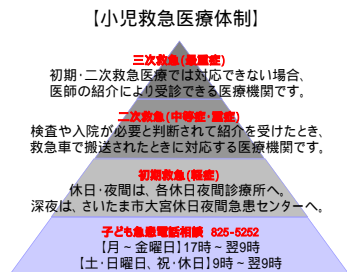 【小児救急医療体制】
三次救急(最重症)
初期・二次救急医療では対応できない場合、
医師の紹介により受診できる医療機関です。
二次救急(中等症・重症)
検査や入院が必要と判断されて紹介を受けたとき、
救急車で搬送されたときに対応する医療機関です。
初期救急(軽症)
休日・夜間は、各休日夜間診療所へ。
深夜は、さいたま市大宮休日夜間急患センターへ。
子ども急患電話相談 825-5252
【月～金曜日】17時～翌9時
【土・日曜日、祝・休日】9時～翌9時